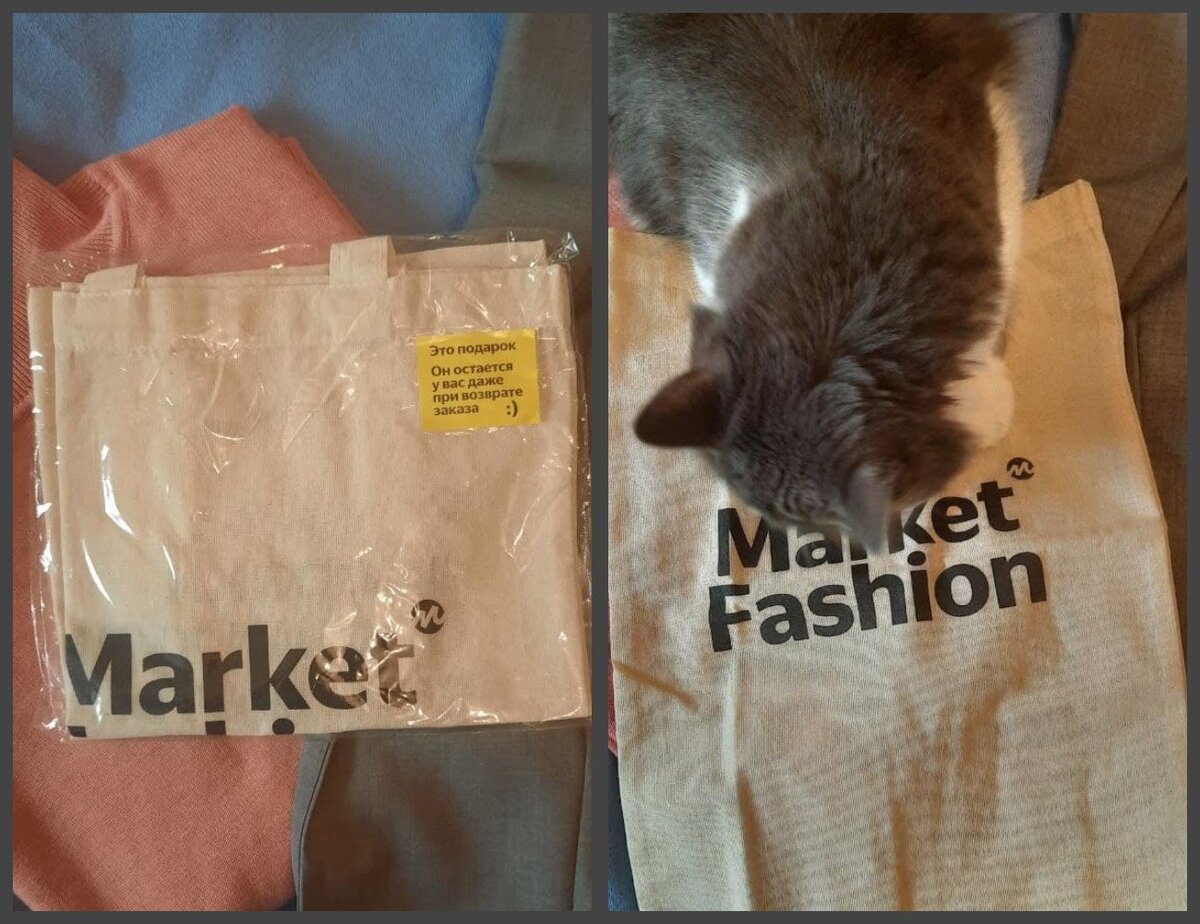 Это подарок
Он остается
у вас даже
при возврате
заказа :)
Market
Market
Fashion